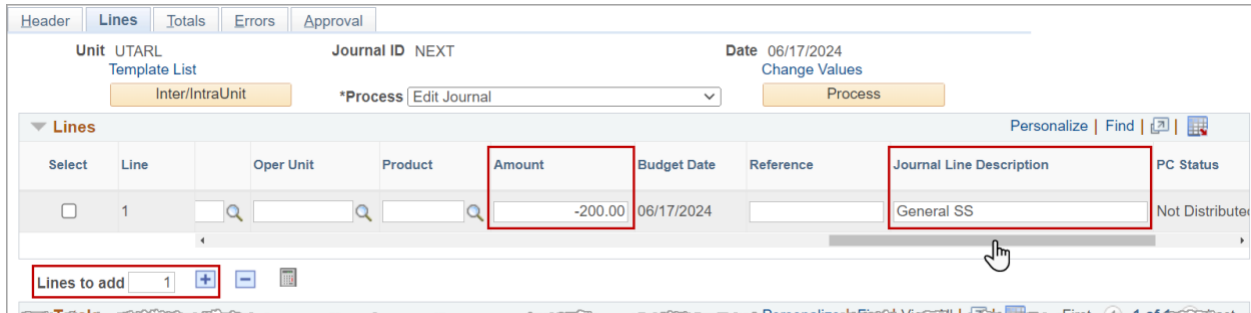 Header Lines Totals Errors Approval
Unit UTARL Journal ID NEXT Date 06/17/2024
Template List Change Values
Inter/IntraUnit *Process Edit Journal Process
Lines Personalize | Find | |
Select Line Oper Unit Product Amount Budget Date Reference Journal Line Description PC Status
1 -200.00 06/17/2024 General SS Not Distribute
Lines to add 1